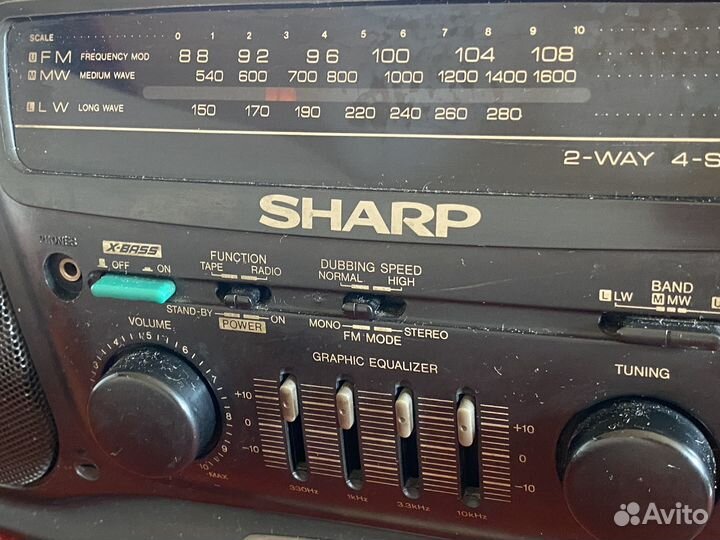 SCALE 0 1 2 3 4 5 6 7 8 9 10
U FM FREQUENCY MOD 88 92 96 100 104 108
M MW MEDIUM WAVE 540 600 700 800 1000 1200 1400 1600
L LW LONG WAVE 150 170 190 220 240 260 280
2-WAY 4-S
SHARP
PHONES
X-BASS
OFF ON
FUNCTION
TAPE RADIO
STAND-BY ON
POWER
DUBBING SPEED
NORMAL HIGH
MONO STEREO
FM MODE
BAND
L LW M MW
VOLUME
10
-MAX
GRAPHIC EQUALIZER
+10 +10
0 0
-10 -10
330Hz 1kHz 3.3kHz 10kHz
TUNING
Avito